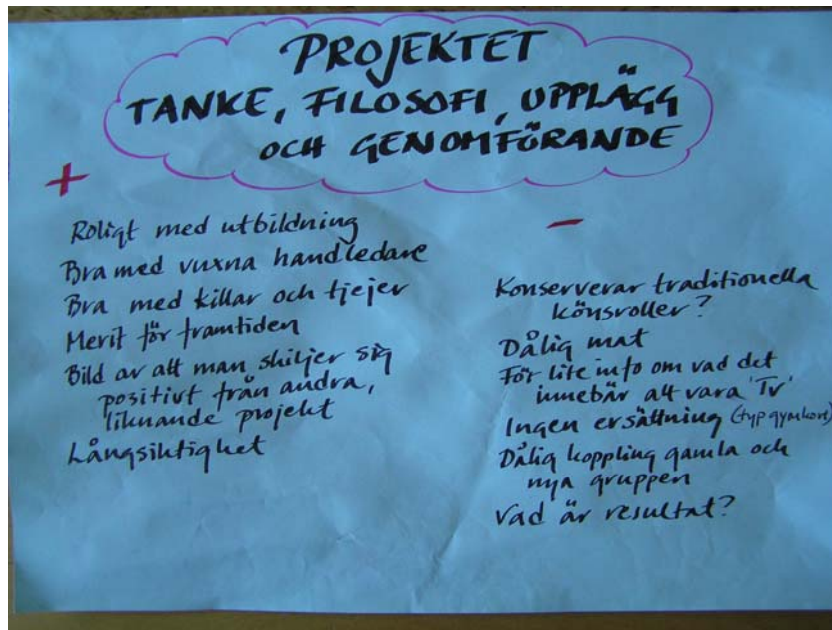 PROJEKTET
TANKE, FILOSOFI, UPPLÄGG
OCH GENOMFÖRANDE
+
Roligt med utbildning
Bra med vuxna handledare
Bra med killar och tjejer
Merit för framtiden
Bild av att man skiljer sig
positivt från andra,
liknande projekt
Långsiktighet
-
Konserverar traditionella
könsroller?
Dålig mat
För lite info om vad det
innebär att vara 'Tv'
Ingen ersättning (typ gymkort)
Dålig koppling gamla och
nya gruppen
Vad är resultat?